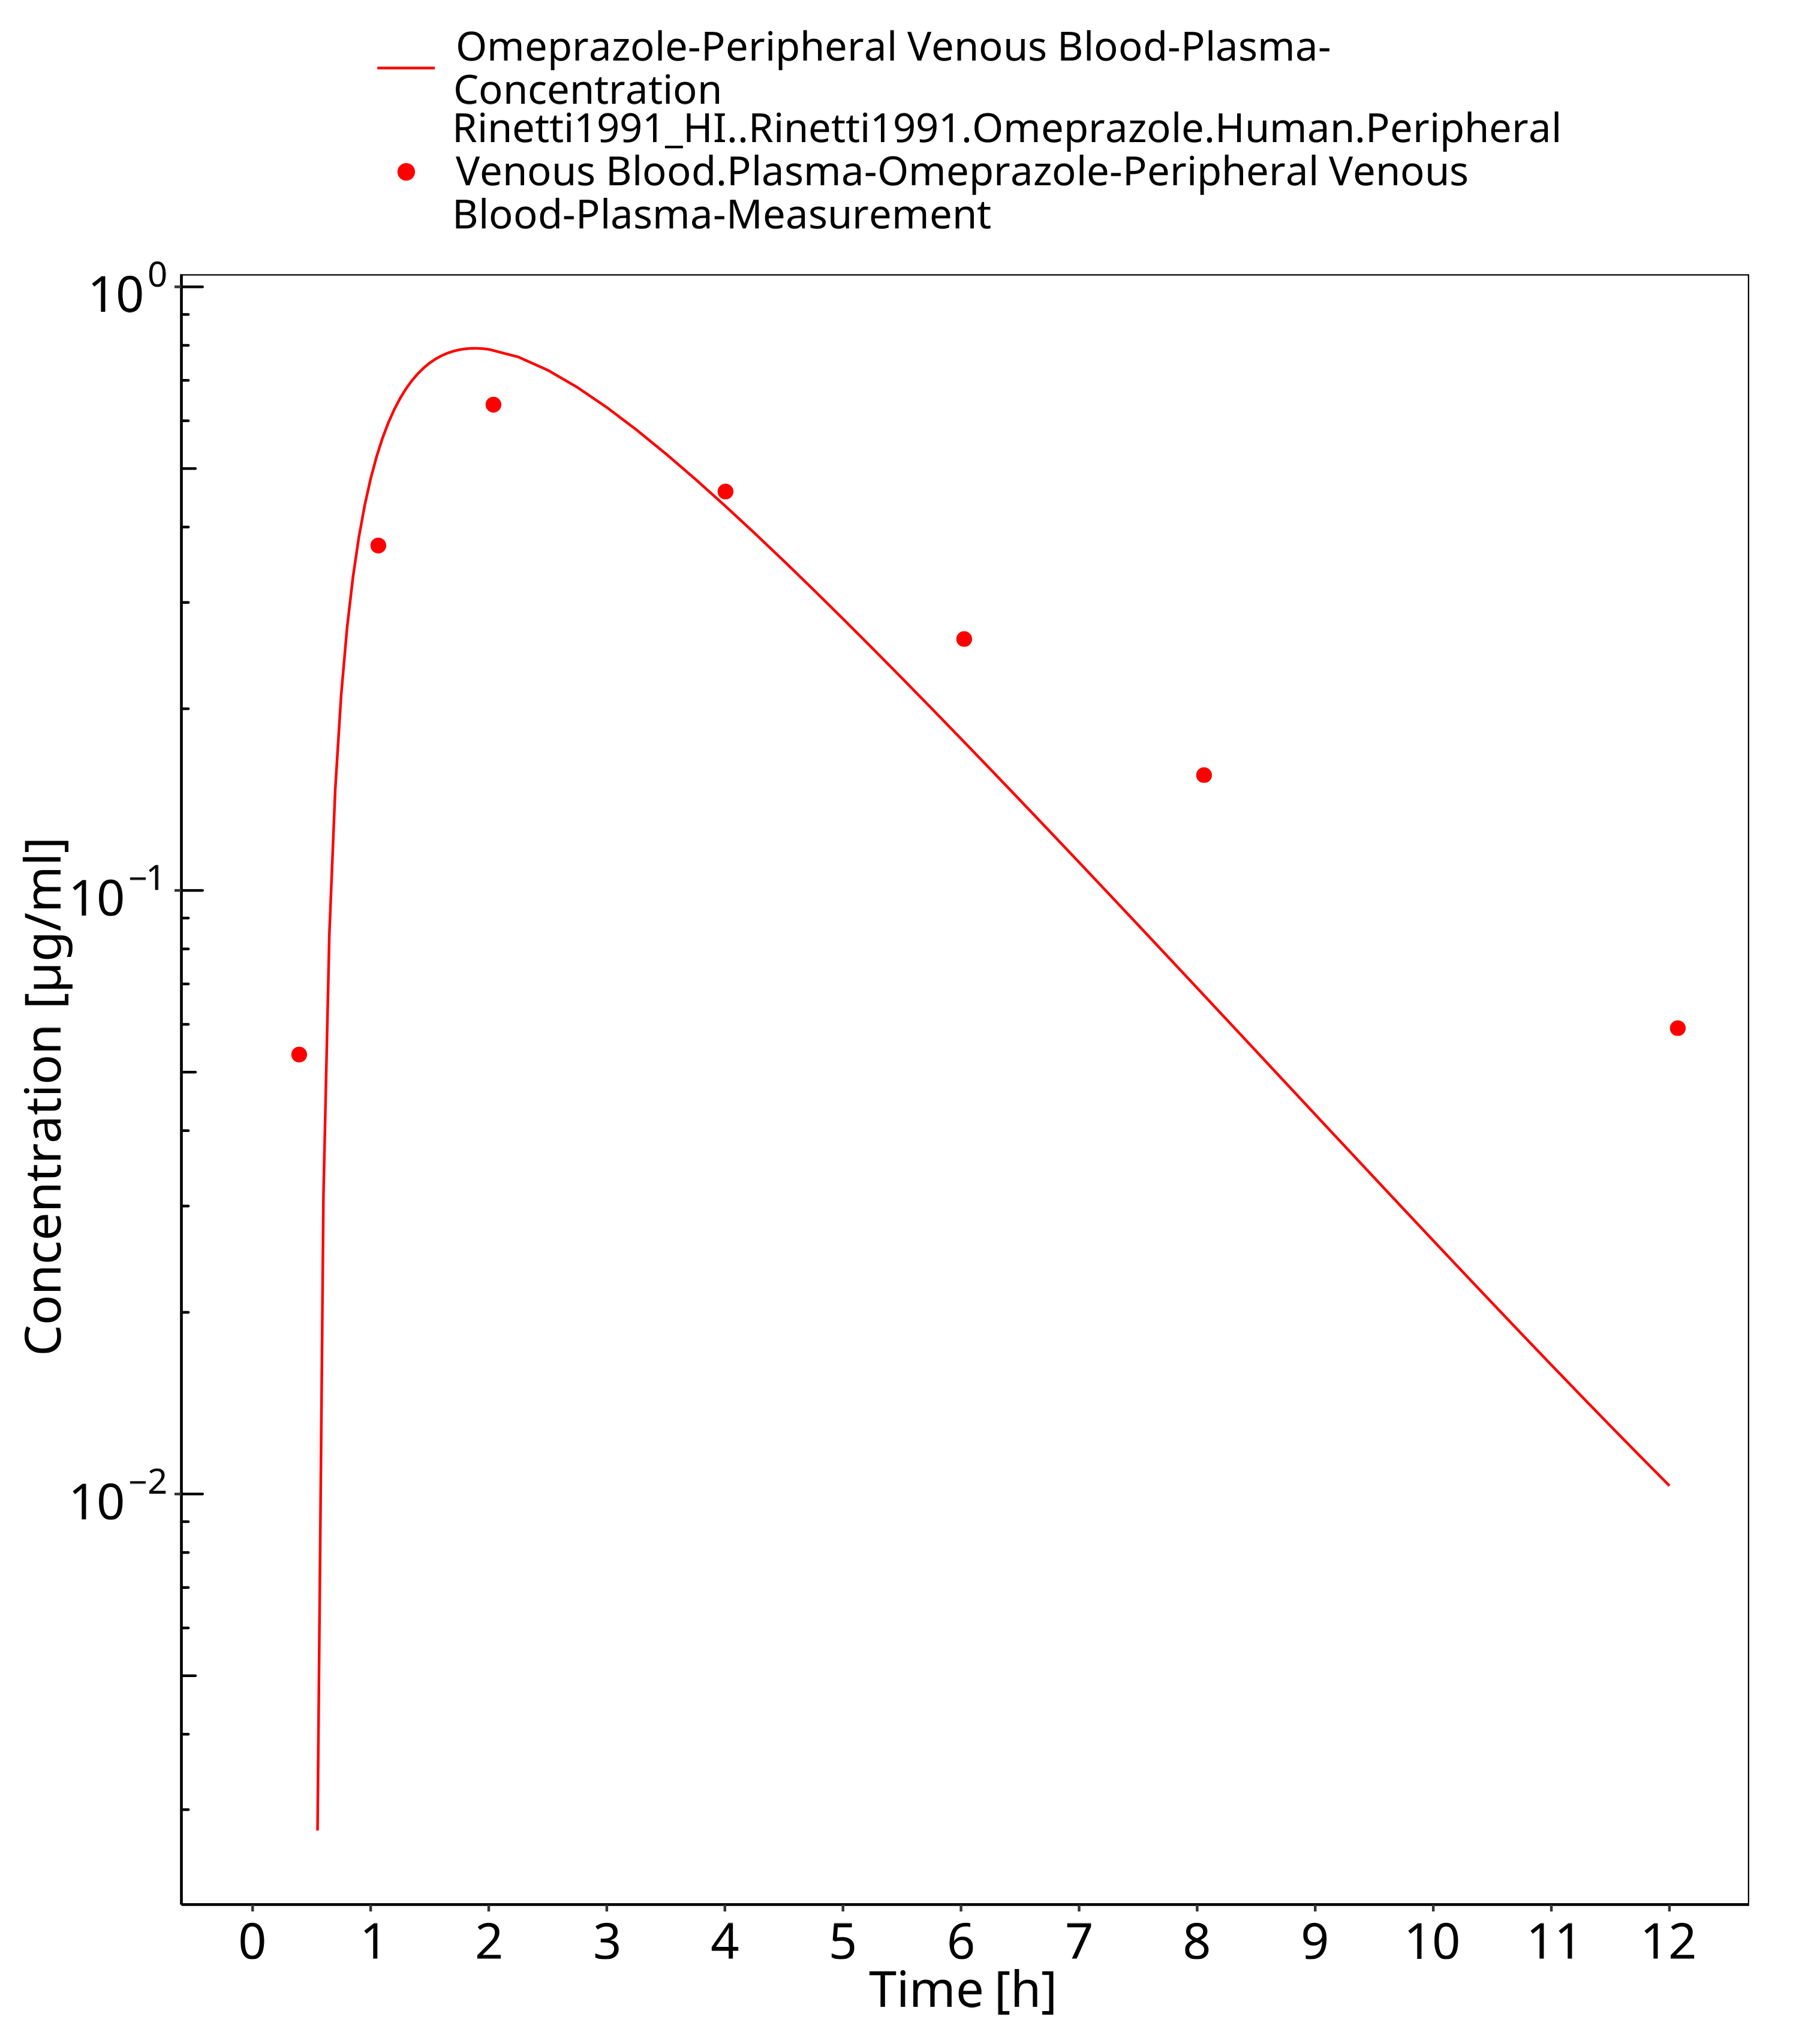 Omeprazole-Peripheral Venous Blood-Plasma-
Concentration
Rinetti1991_HI..Rinetti1991.Omeprazole.Human.Peripheral
Venous Blood.Plasma-Omeprazole-Peripheral Venous
Blood-Plasma-Measurement
10⁰
10⁻¹
10⁻²
Concentration [µg/ml]
0 1 2 3 4 5 6 7 8 9 10 11 12
Time [h]